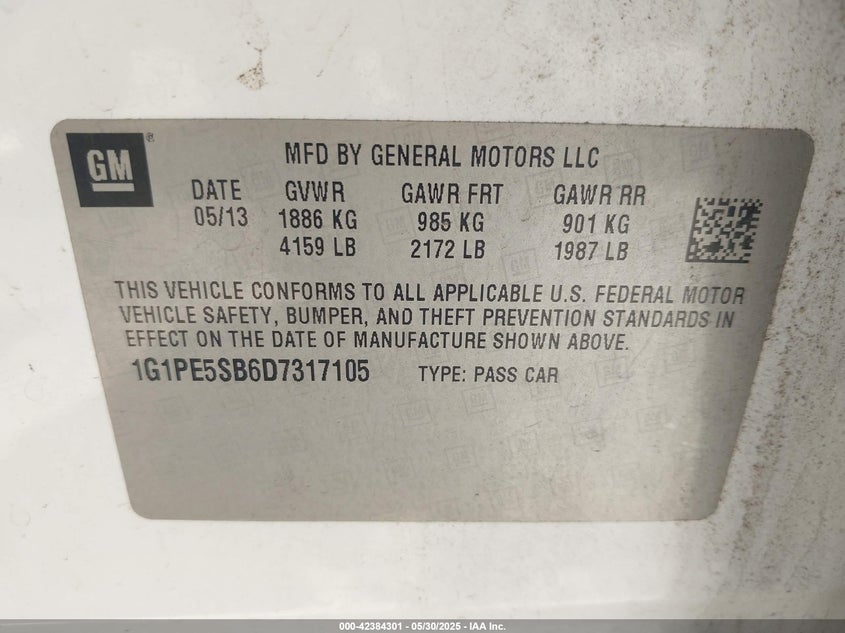 GM
®
MFD BY GENERAL MOTORS LLC
DATE GVWR GAWR FRT GAWR RR
05/13 1886 KG 985 KG 901 KG
4159 LB 2172 LB 1987 LB
THIS VEHICLE CONFORMS TO ALL APPLICABLE U.S. FEDERAL MOTOR
VEHICLE SAFETY, BUMPER, AND THEFT PREVENTION STANDARDS IN
EFFECT ON THE DATE OF MANUFACTURE SHOWN ABOVE.
1G1PE5SB6D7317105 TYPE: PASS CAR
000-42384301 - 05/30/2025 - IAA Inc.